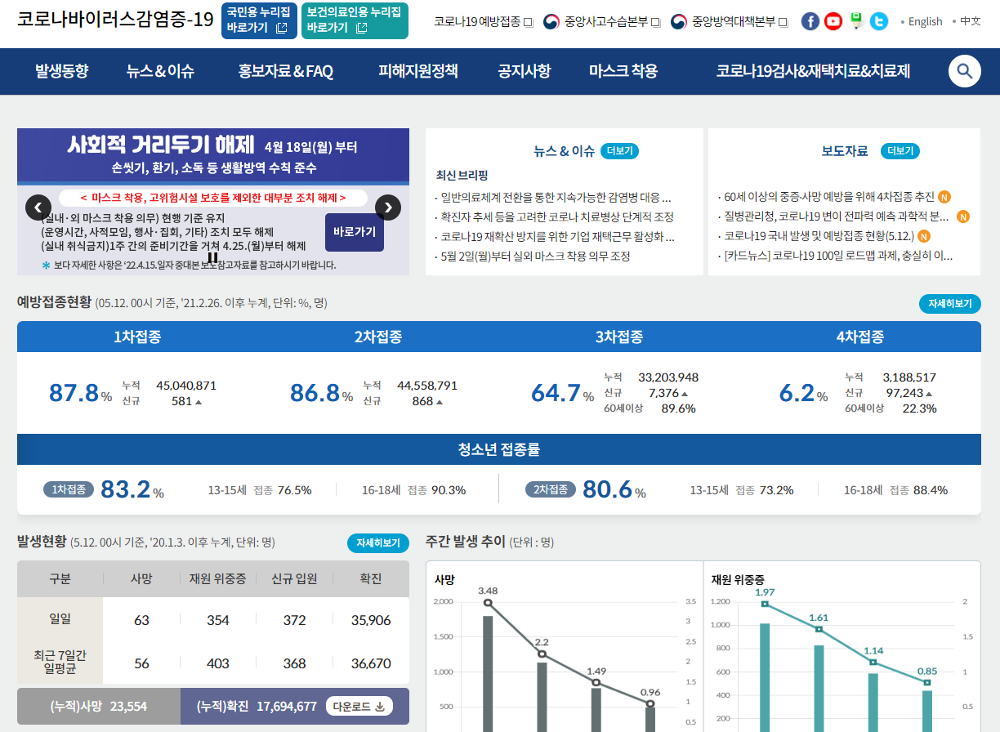 코로나바이러스감염증-19
국민용 누리집
바로가기
보건의료인용 누리집
바로가기
코로나19 예방접종
중앙사고수습본부
중앙방역대책본부
English
中文
발생동향 뉴스&이슈 홍보자료&FAQ 피해지원정책 공지사항 마스크 착용 코로나19검사&재택치료&치료제
사회적 거리두기 해제 4월 18일(월) 부터
손씻기, 환기, 소독 등 생활방역 수칙 준수
< 마스크 착용, 고위험시설 보호를 제외한 대부분 조치 해제 >
(실내·외 마스크 착용 의무) 현행 기준 유지
(운영시간, 사적모임, 행사·집회, 기타) 조치 모두 해제
(실내 취식금지)1주 간의 준비기간을 거쳐 4.25.(월)부터 해제
바로가기
* 보다 자세한 사항은 '22.4.15.일자 중대본 보도참고자료를 참고하시기 바랍니다.
뉴스 & 이슈 더보기
최신 브리핑
· 일반의료체계 전환을 통한 지속가능한 감염병 대응 ...
· 확진자 추세 등을 고려한 코로나 치료병상 단계적 조정
· 코로나19 재확산 방지를 위한 기업 재택근무 활성화 ...
· 5월 2일(월)부터 실외 마스크 착용 의무 조정
보도자료 더보기
· 60세 이상의 중증·사망 예방을 위해 4차접종 추진 N
· 질병관리청, 코로나19 변이 전파력 예측 과학적 분... N
· 코로나19 국내 발생 및 예방접종 현황(5.12.) N
· [카드뉴스] 코로나19 100일 로드맵 과제, 충실히 이...
예방접종현황 (05.12. 00시 기준, '21.2.26. 이후 누계, 단위: %, 명) 자세히보기
1차접종 2차접종 3차접종 4차접종
87.8 % 누적 45,040,871
신규 581 ▲
86.8 % 누적 44,558,791
신규 868 ▲
64.7 % 누적 33,203,948
신규 7,376 ▲
60세이상 89.6%
6.2 % 누적 3,188,517
신규 97,243 ▲
60세이상 22.3%
청소년 접종률
1차접종 83.2 % 13-15세 접종 76.5% 16-18세 접종 90.3% 2차접종 80.6 % 13-15세 접종 73.2% 16-18세 접종 88.4%
발생현황 (5.12. 00시 기준, '20.1.3. 이후 누계, 단위: 명) 자세히보기
구분 사망 재원 위중증 신규 입원 확진
일일 63 354 372 35,906
최근 7일간
일평균 56 403 368 36,670
(누적)사망 23,554 (누적)확진 17,694,677 다운로드
주간 발생 추이 (단위 : 명)
사망
3.48
2.2
1.49
0.96
2,000
1,500
1,000
500
3.5
3
2.5
2
1.5
1
0.5
재원 위중증
1.97
1.61
1.14
0.85
1,200
1,000
800
600
400
200
2
1.5
1
0.5